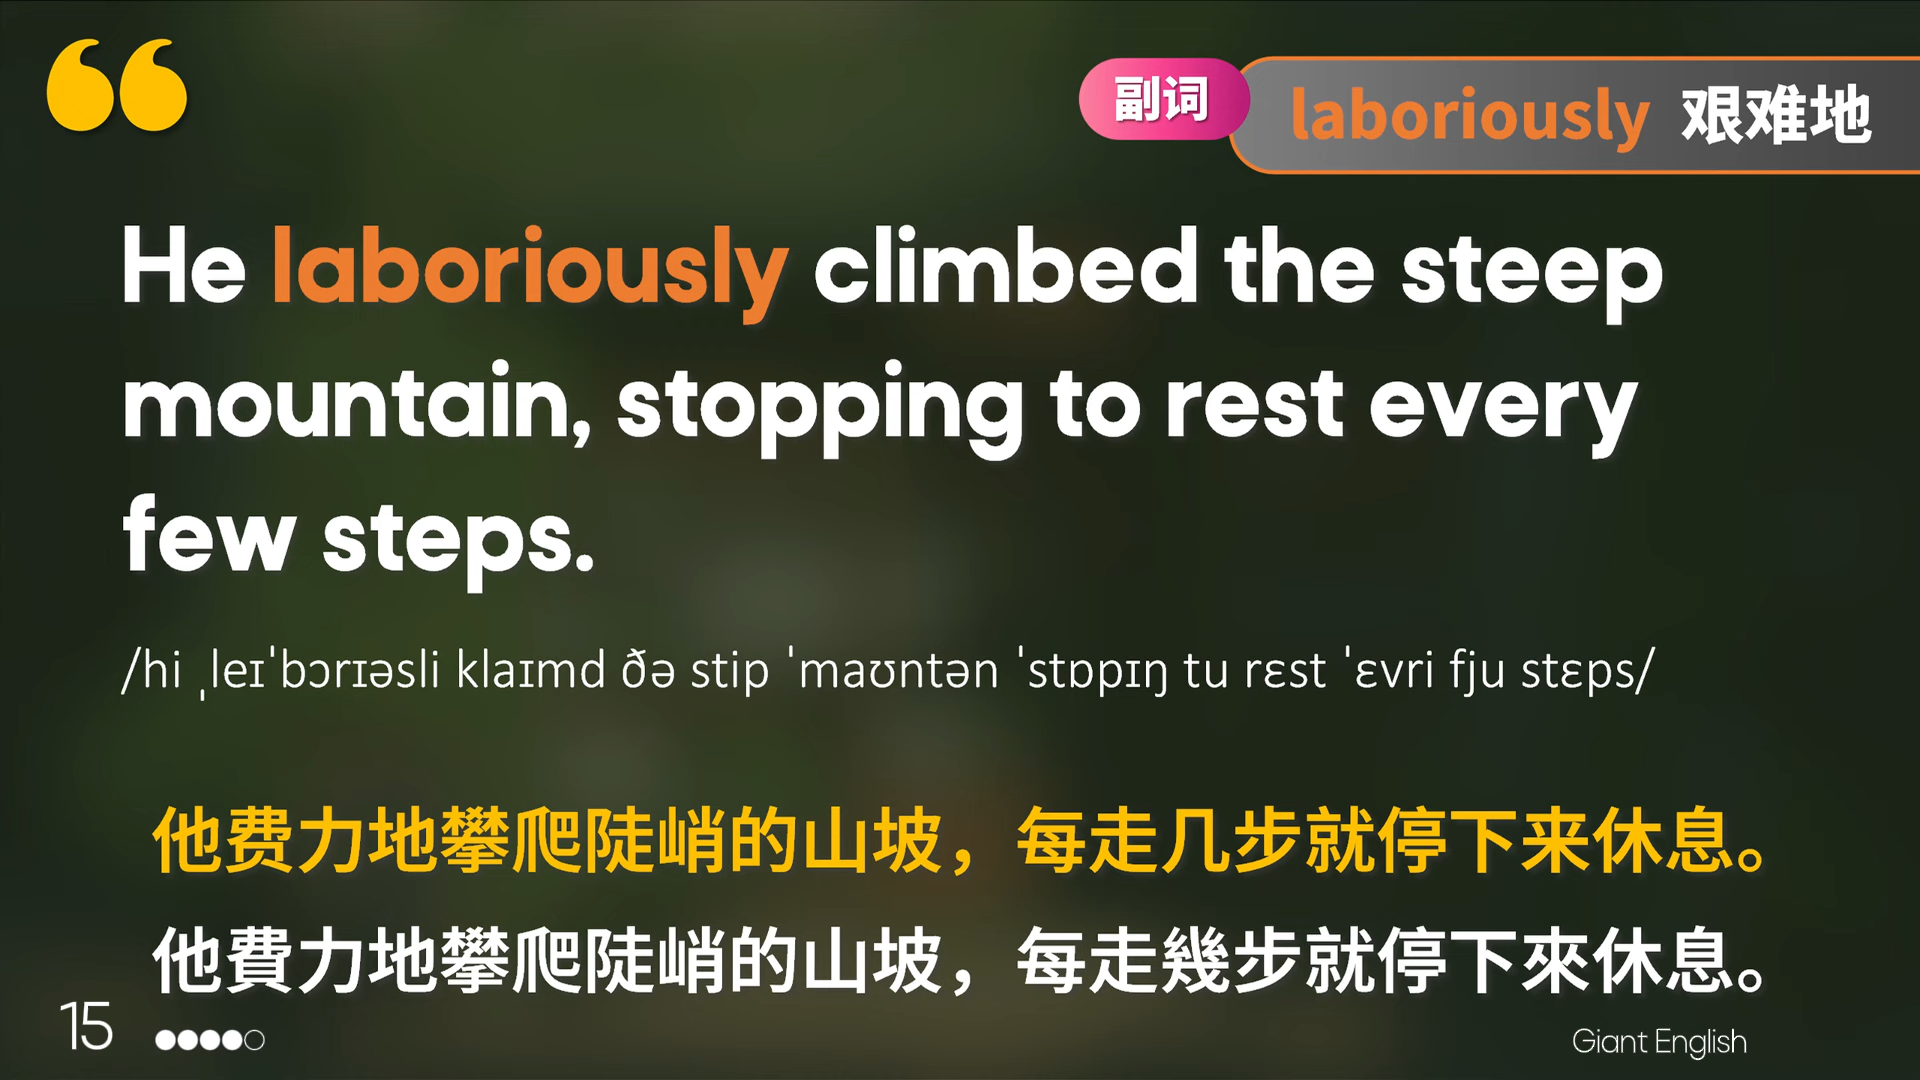 副词 laboriously 艰难地
He laboriously climbed the steep
mountain, stopping to rest every
few steps.
/hi ˌleɪˈbɔrɪəsli klaɪmd ðə stip ˈmaʊntən ˈstɒpɪŋ tu rɛst ˈɛvri fju stɛps/
他费力地攀爬陡峭的山坡，每走几步就停下来休息。
他費力地攀爬陡峭的山坡，每走幾步就停下來休息。
15
Giant English